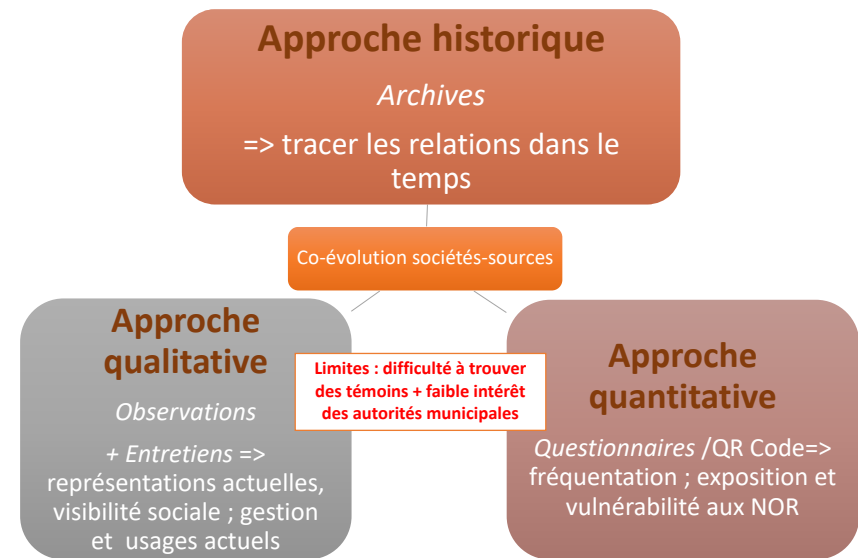 Approche historique
Archives
=> tracer les relations dans le
temps
Co-évolution sociétés-sources
Approche
qualitative
Observations
+ Entretiens =>
représentations actuelles,
visibilité sociale ; gestion
et usages actuels
Limites : difficulté à trouver
des témoins + faible intérêt
des autorités municipales
Approche
quantitative
Questionnaires /QR Code=>
fréquentation ; exposition et
vulnérabilité aux NOR